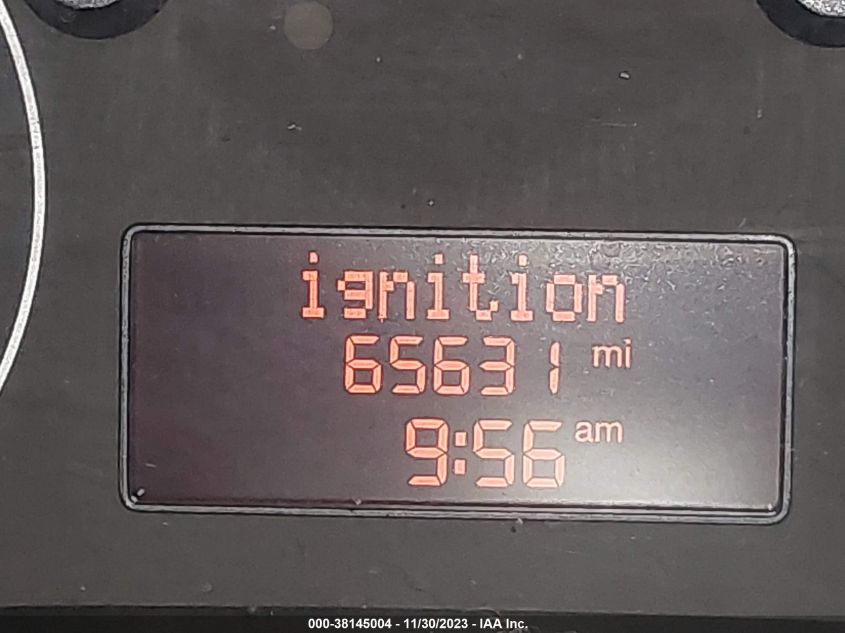 ignition
65631 mi
9:56 am
000-38145004 - 11/30/2023 - IAA Inc.